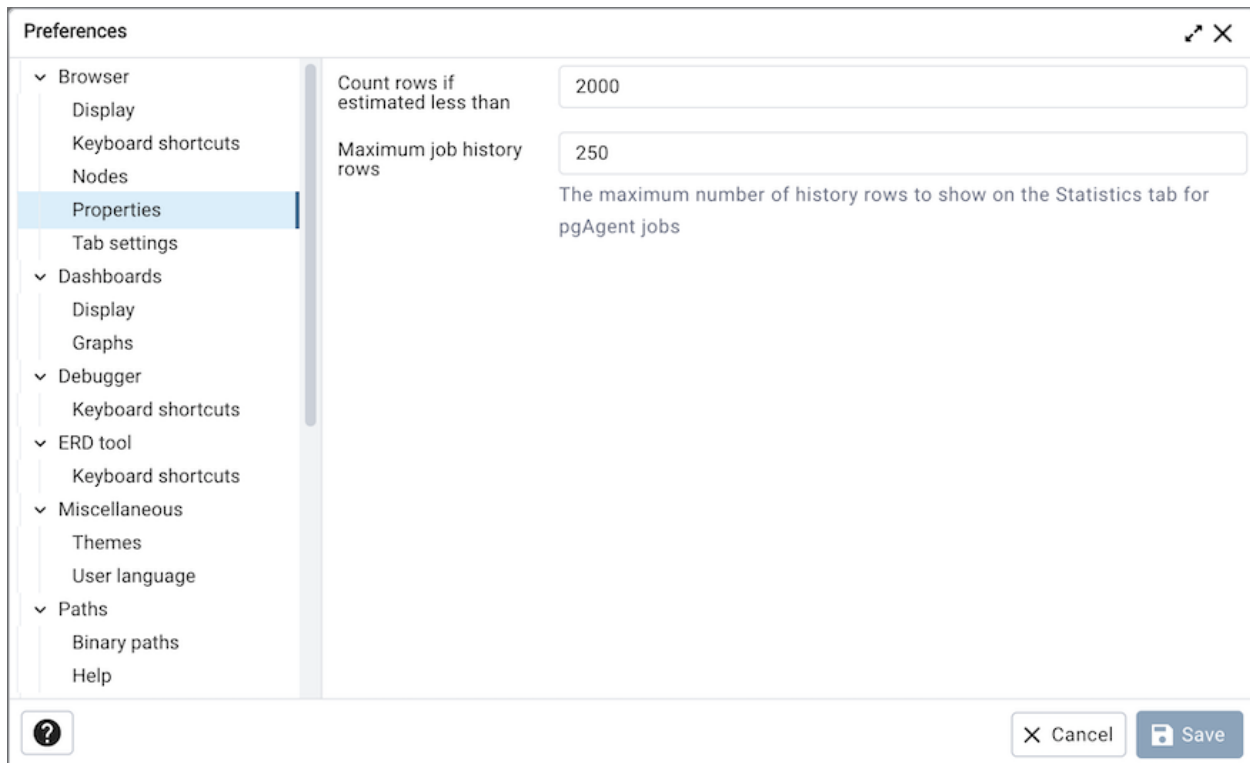 Preferences
Browser
Display
Keyboard shortcuts
Nodes
Properties
Tab settings
Dashboards
Display
Graphs
Debugger
Keyboard shortcuts
ERD tool
Keyboard shortcuts
Miscellaneous
Themes
User language
Paths
Binary paths
Help
Count rows if
estimated less than
2000
Maximum job history
rows
250
The maximum number of history rows to show on the Statistics tab for
pgAgent jobs
?
Cancel
Save